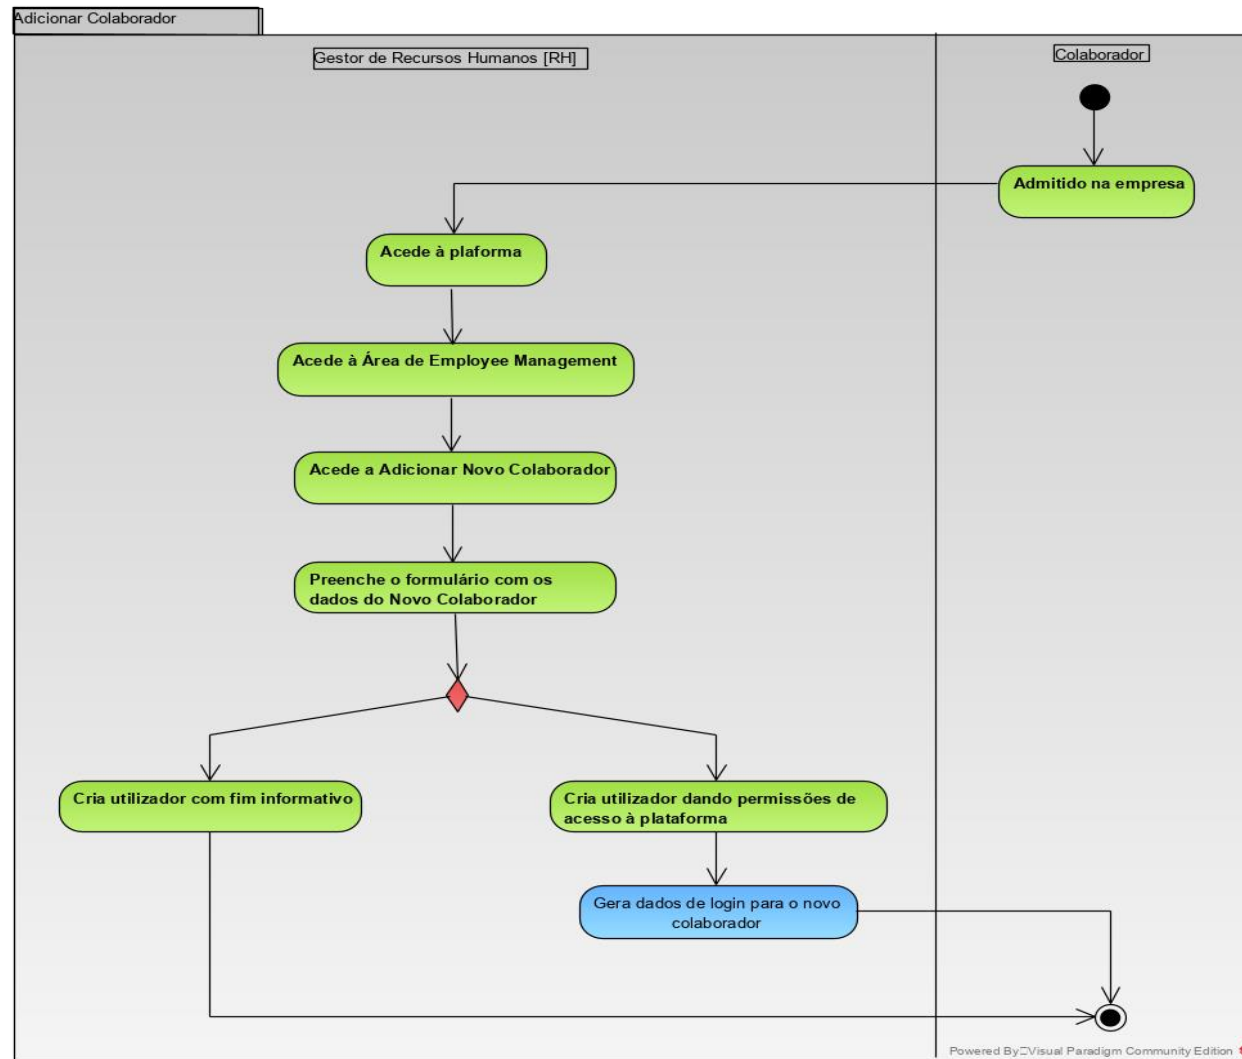 Adicionar Colaborador
Gestor de Recursos Humanos [RH]
Colaborador
Admitido na empresa
Acede à plaforma
Acede à Área de Employee Management
Acede a Adicionar Novo Colaborador
Preenche o formulário com os
dados do Novo Colaborador
Cria utilizador com fim informativo
Cria utilizador dando permissões de
acesso à plataforma
Gera dados de login para o novo
colaborador
Powered By Visual Paradigm Community Edition